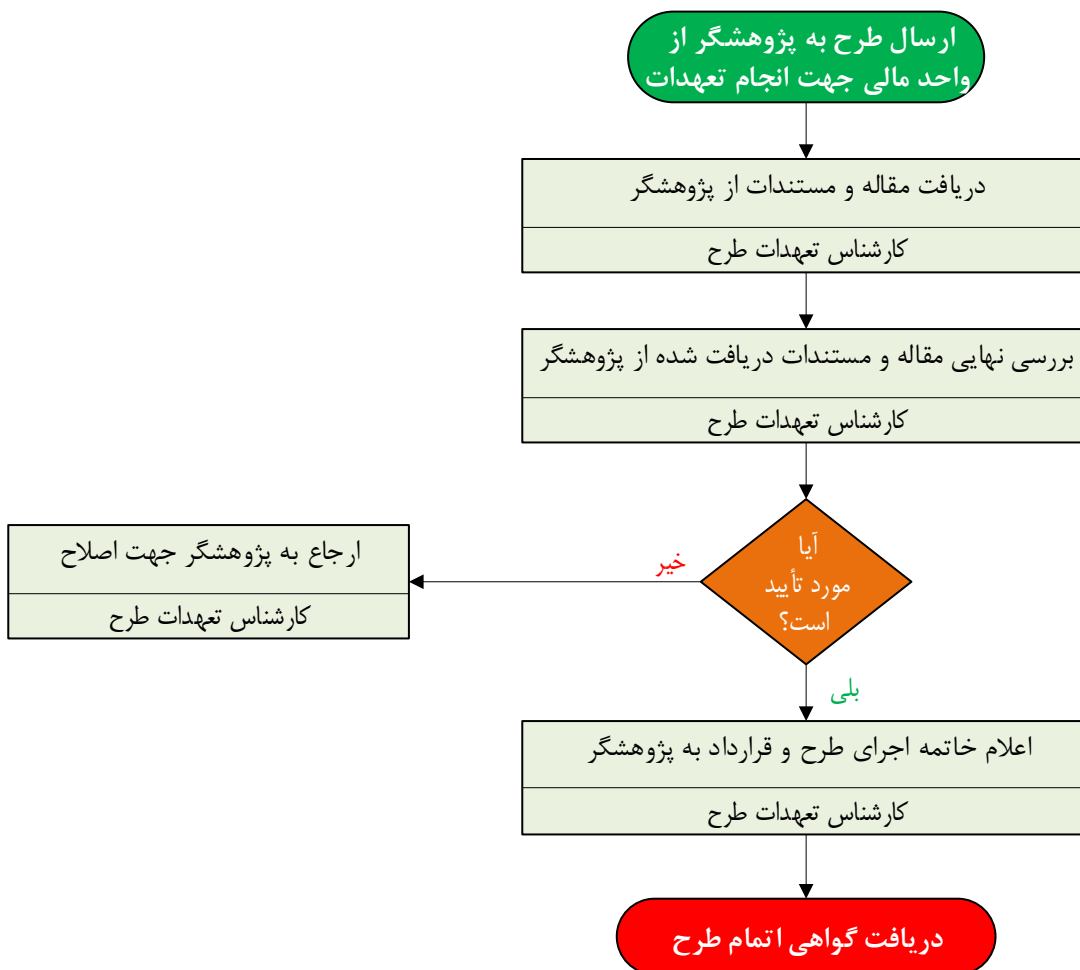 ارسال طرح به پژوهشگر از
واحد مالی جهت انجام تعهدات
دریافت مقاله و مستندات از پژوهشگر
کارشناس تعهدات طرح
بررسی نهایی مقاله و مستندات دریافت شده از پژوهشگر
کارشناس تعهدات طرح
آیا
مورد تأیید
است؟
خیر
ارجاع به پژوهشگر جهت اصلاح
کارشناس تعهدات طرح
بلی
اعلام خاتمه اجرای طرح و قرارداد به پژوهشگر
کارشناس تعهدات طرح
دریافت گواهی اتمام طرح